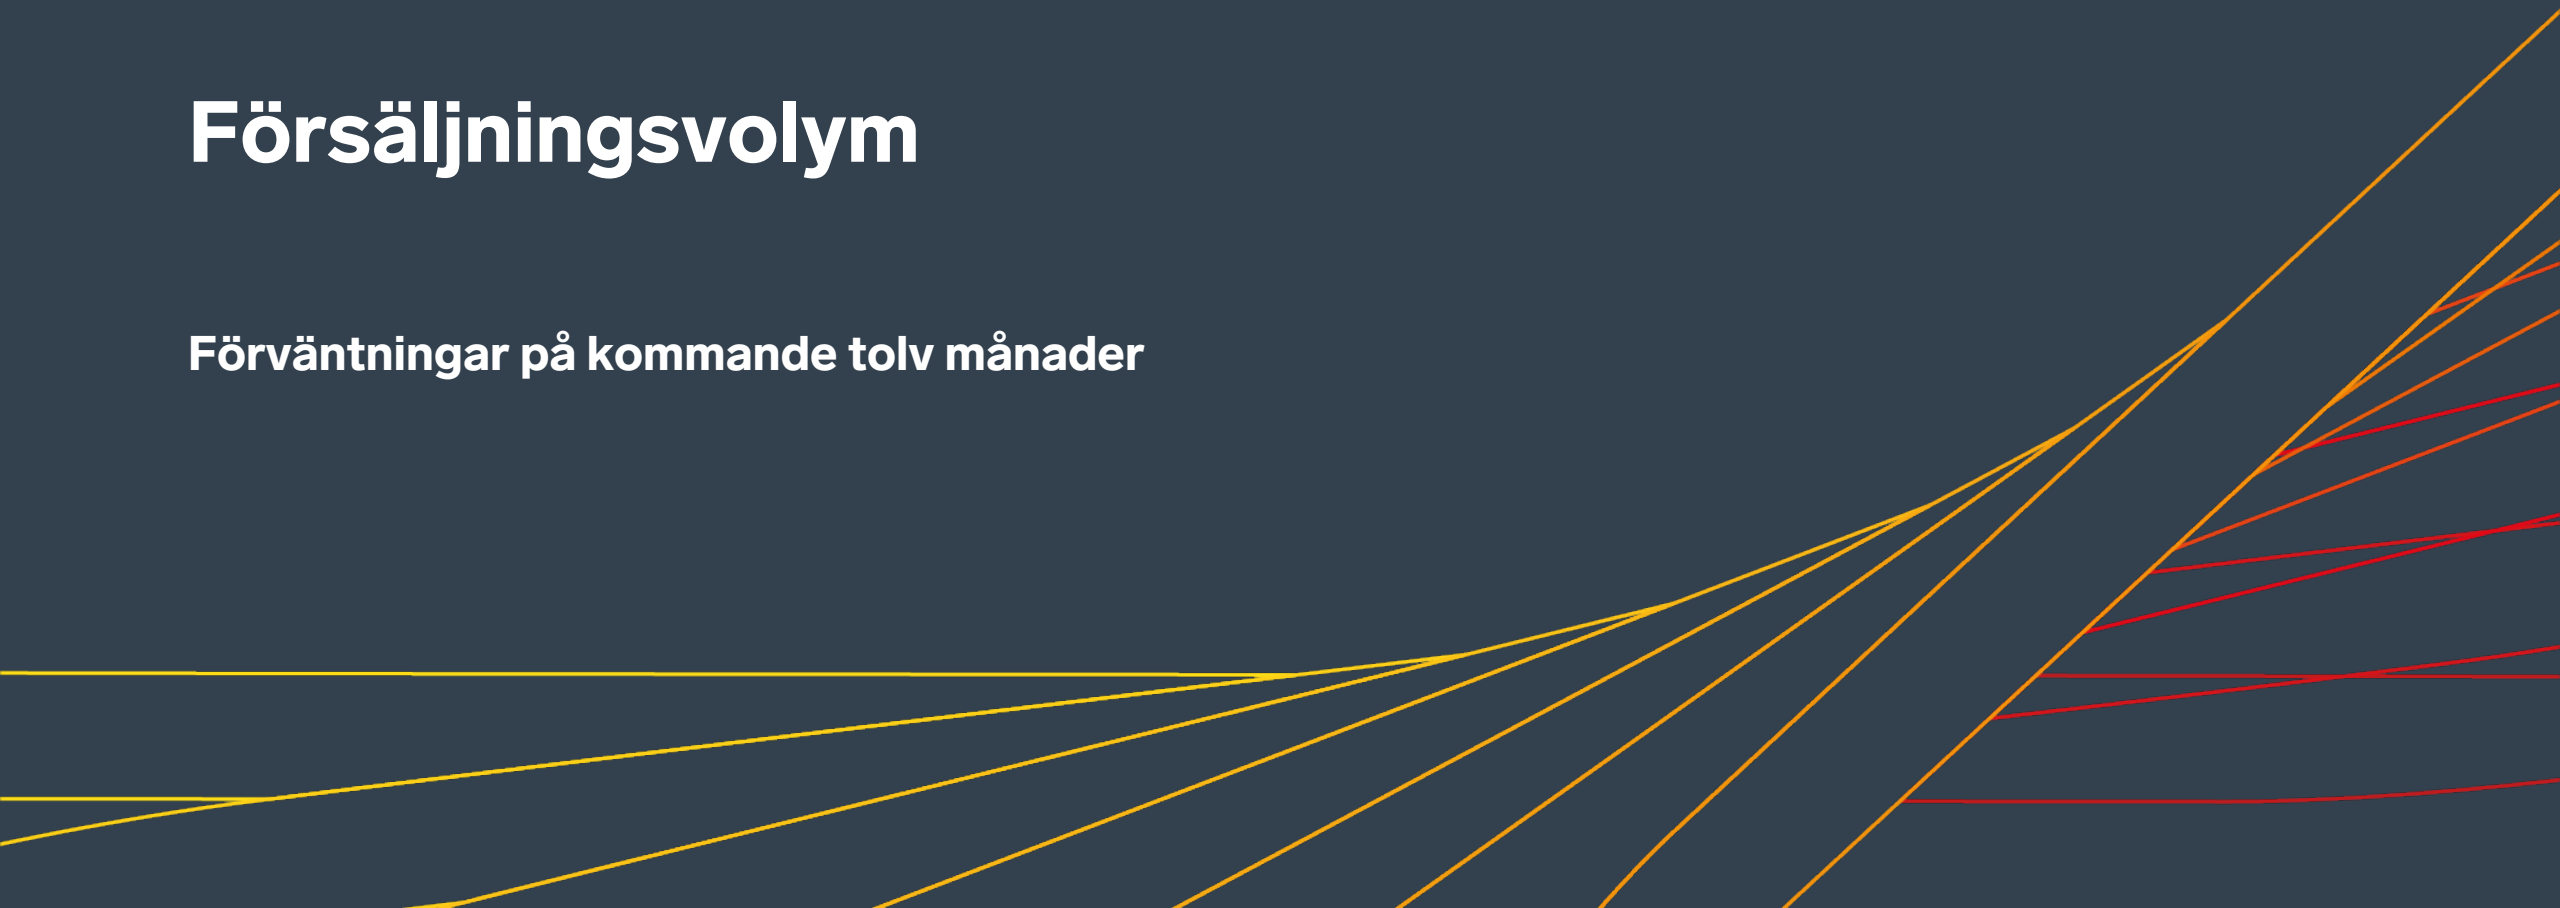 Försäljningsvolym
Förväntningar på kommande tolv månader